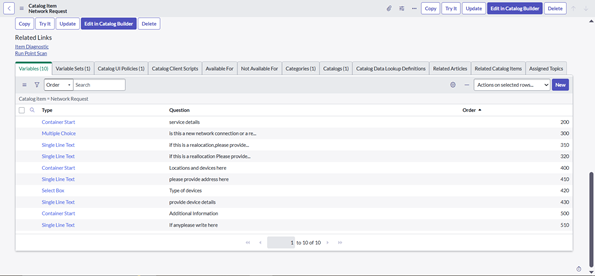 Catalog Item
Network Request
Copy Try It Update Edit in Catalog Builder Delete
Copy Try It Update Edit in Catalog Builder Delete
Related Links
Item Diagnostic
Run Point Scan
Variables (10) Variable Sets (1) Catalog UI Policies (1) Catalog Client Scripts Available For Not Available For Categories (1) Catalogs (1) Catalog Data Lookup Definitions Related Articles Related Catalog Items Assigned Topics
Order Search Actions on selected rows... New
Catalog Item = Network Request
Type Question Order
Container Start service details 200
Multiple Choice is this a new network connection or a re... 300
Single Line Text If this is a realocation,please provide... 310
Single Line Text If this is a reallocation Please provide... 320
Container Start Locations and devices here 400
Single Line Text please provide address here 410
Select Box Type of devices 420
Single Line Text provide device details 430
Container Start Additional Information 500
Single Line Text If anyplease write here 510
1 to 10 of 10